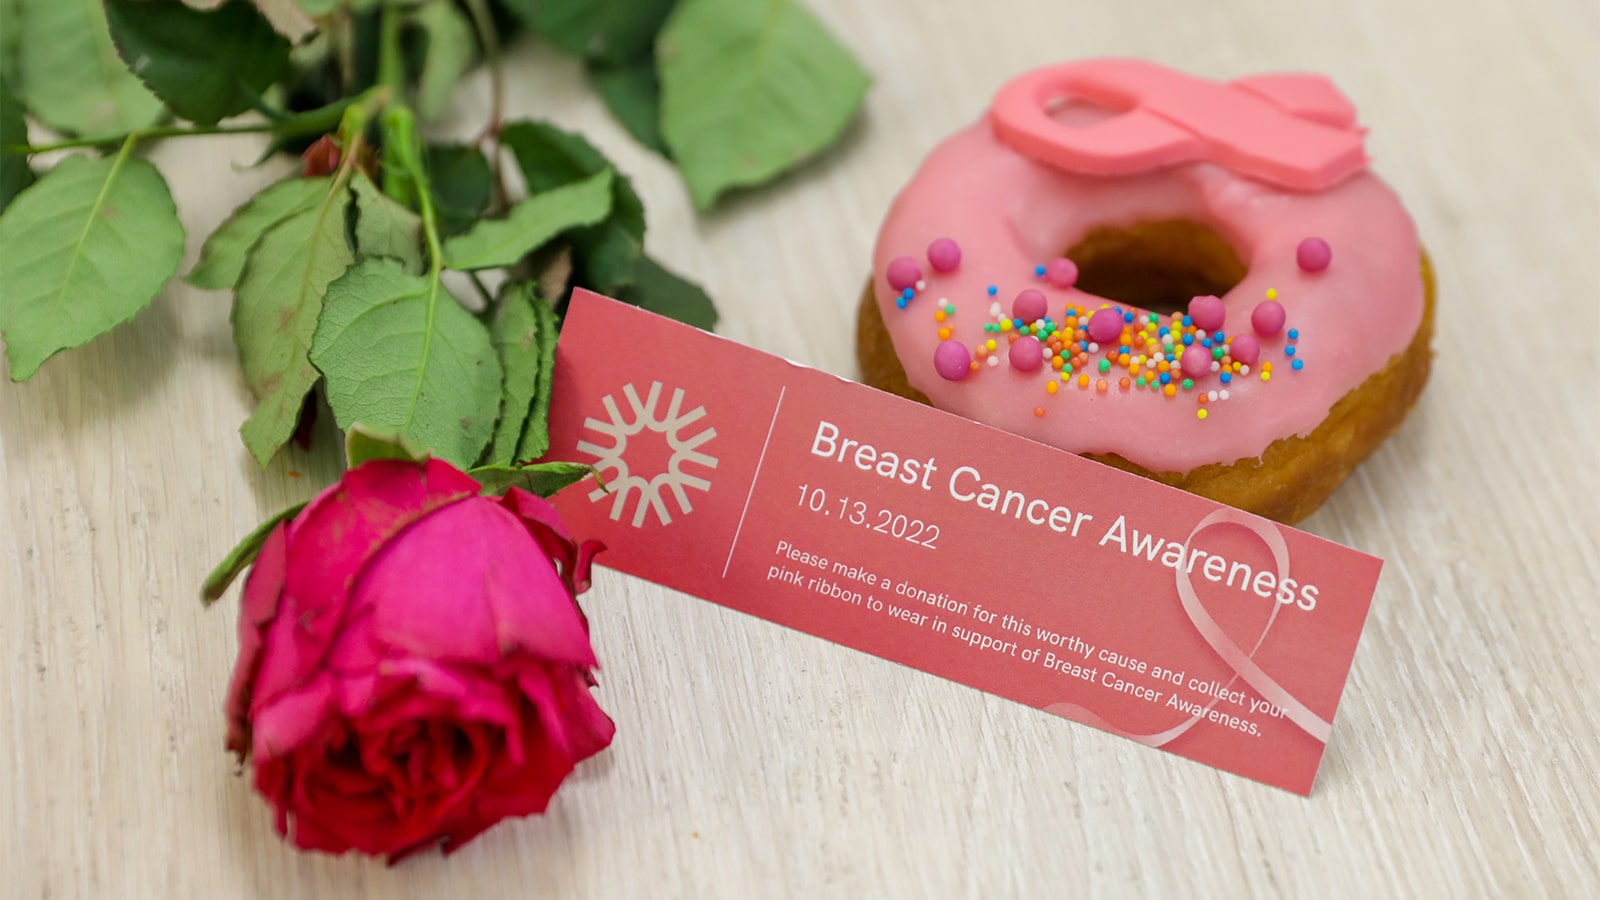 Breast Cancer Awareness
10.13.2022
Please make a donation for this worthy cause and collect your
pink ribbon to wear in support of Breast Cancer Awareness.